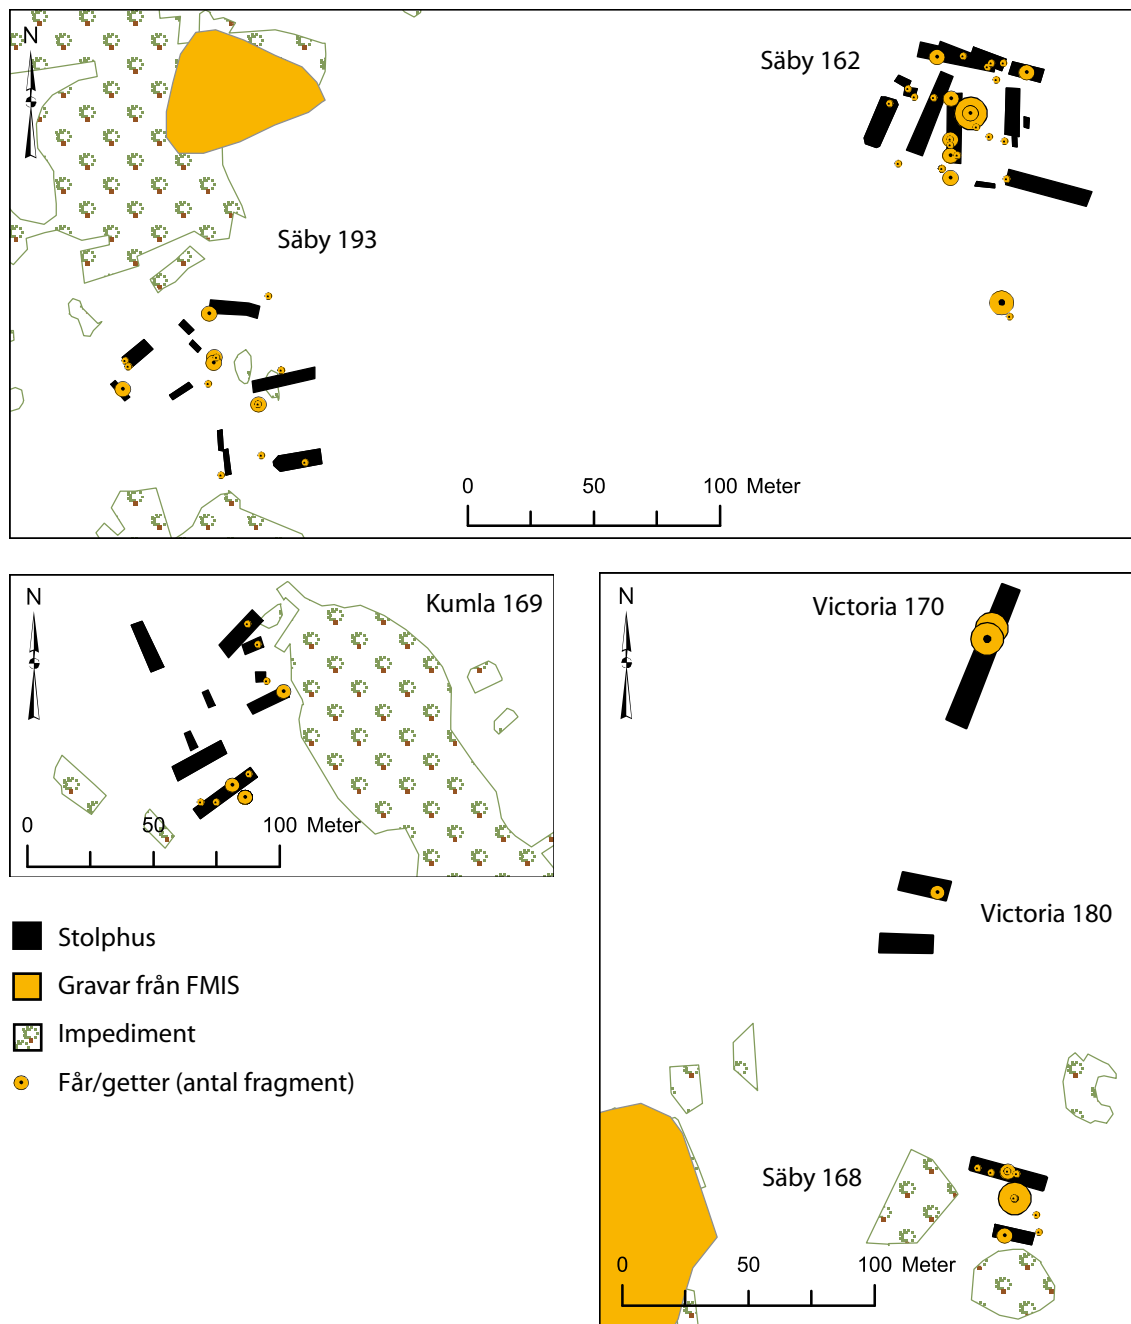 N
Säby 162
Säby 193
0 50 100 Meter
N
Kumla 169
0 50 100 Meter
N
Victoria 170
Victoria 180
Säby 168
0 50 100 Meter
Stolphus
Gravar från FMIS
Impediment
Får/getter (antal fragment)